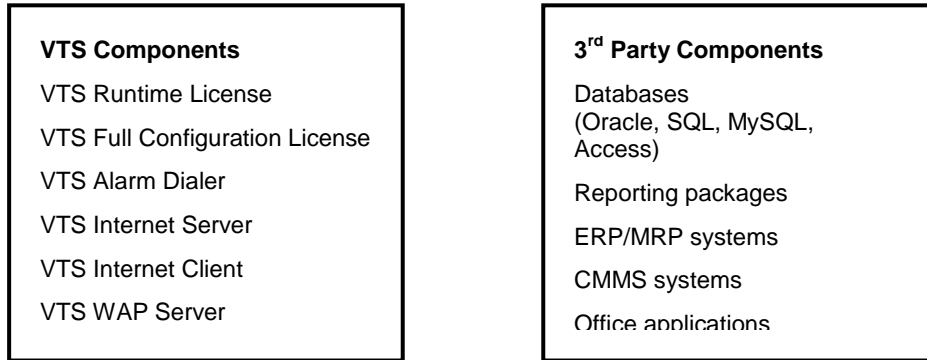 VTS Components
VTS Runtime License
VTS Full Configuration License
VTS Alarm Dialer
VTS Internet Server
VTS Internet Client
VTS WAP Server
3rd Party Components
Databases
(Oracle, SQL, MySQL,
Access)
Reporting packages
ERP/MRP systems
CMMS systems
Office applications